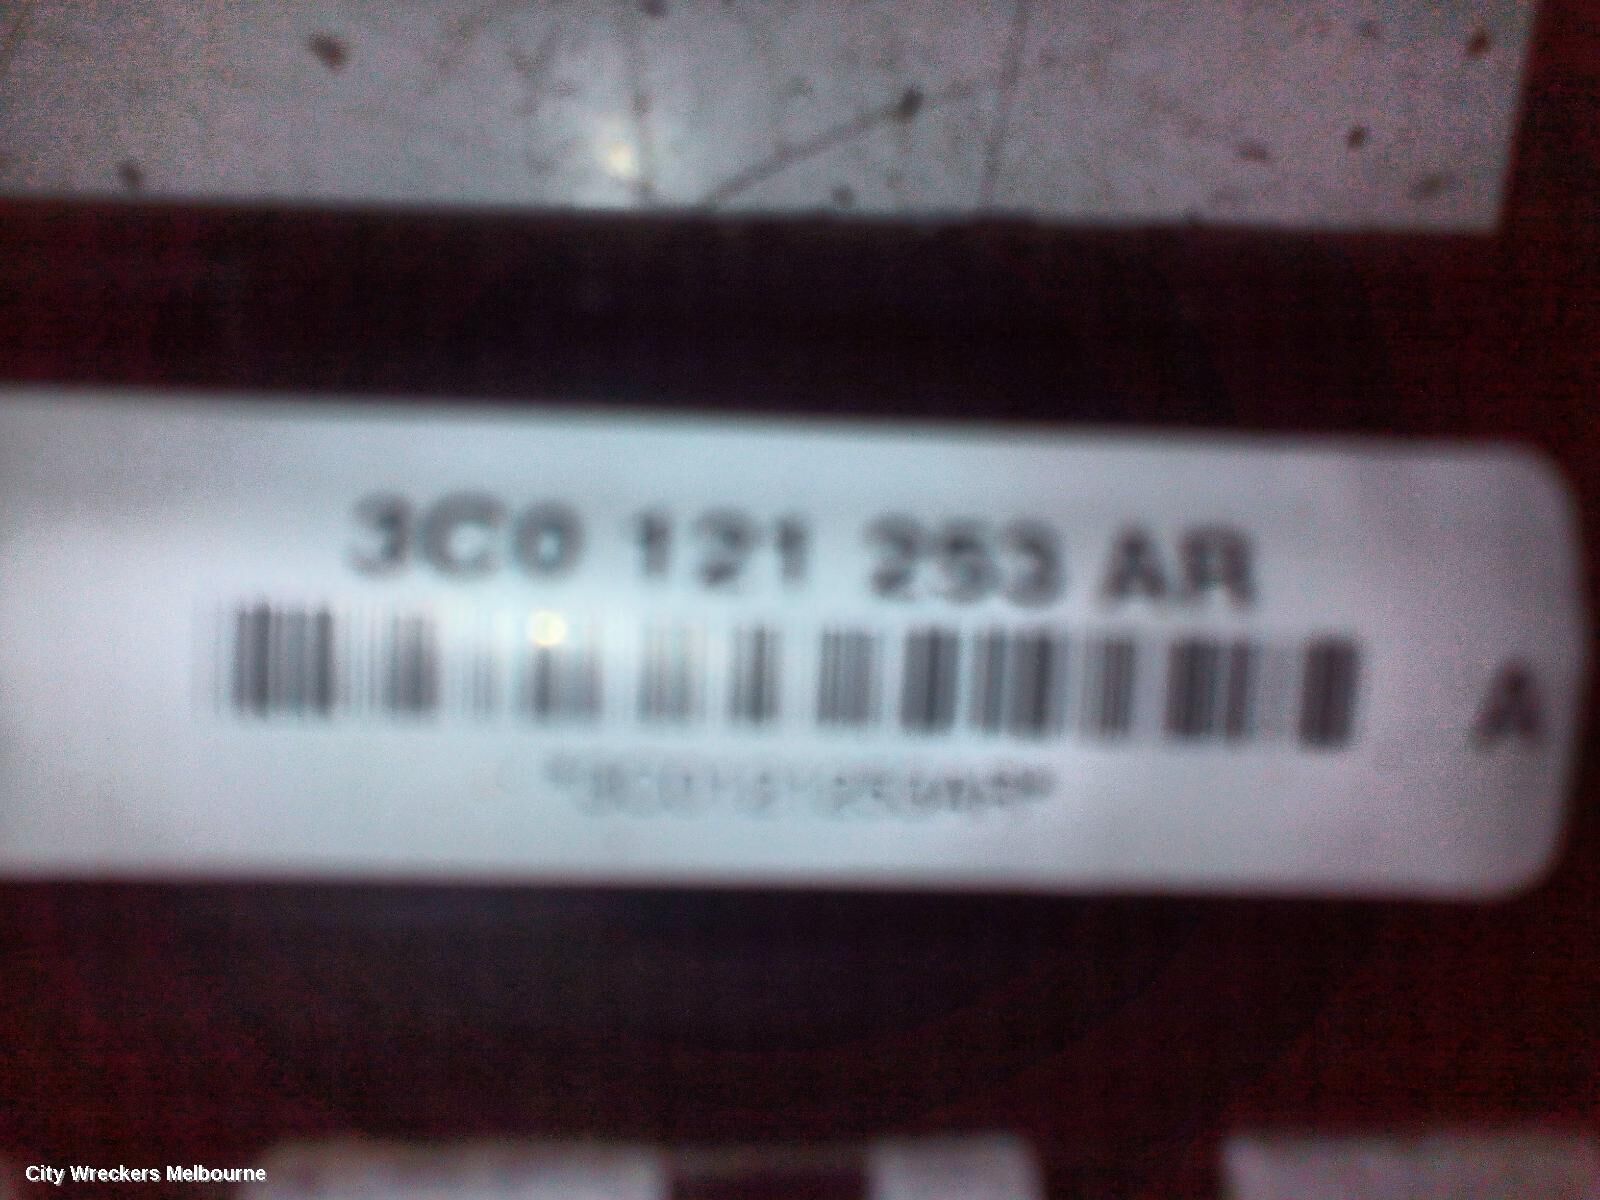 3C0 121 253 AR
A
City Wreckers Melbourne